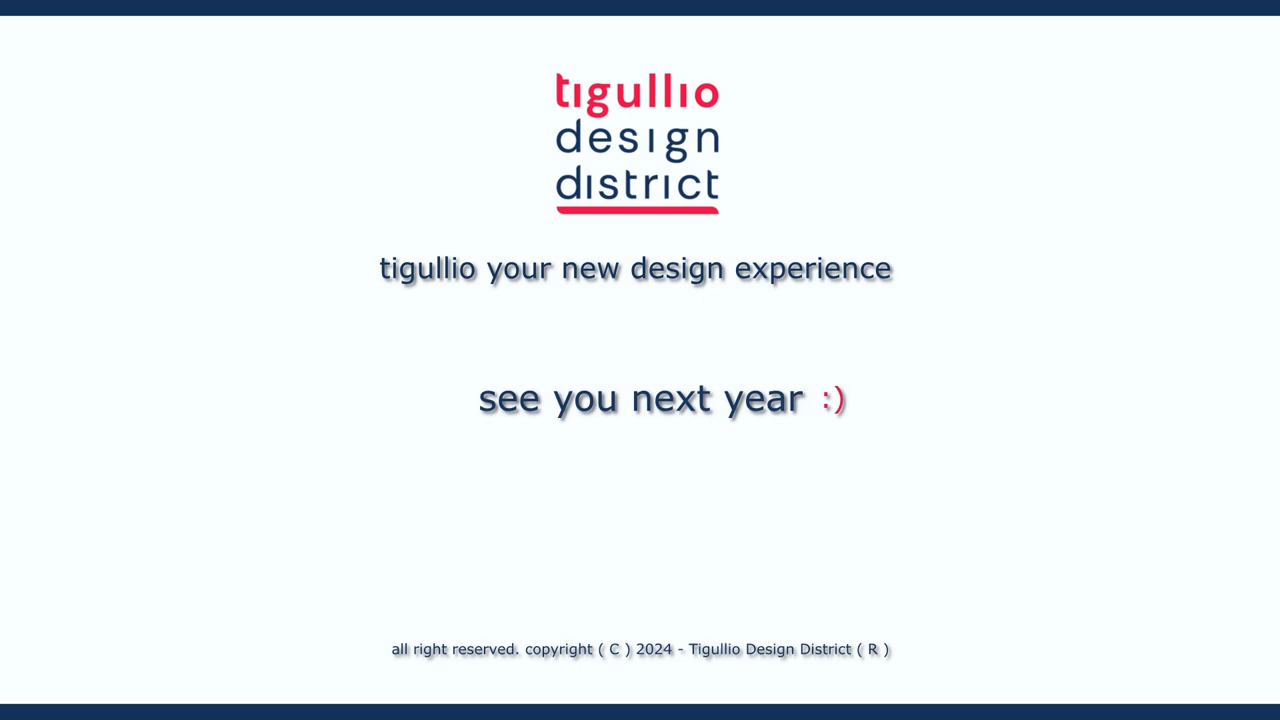 tigullio
design
district
tigullio your new design experience
see you next year :)
all right reserved. copyright ( C ) 2024 - Tigullio Design District ( R )